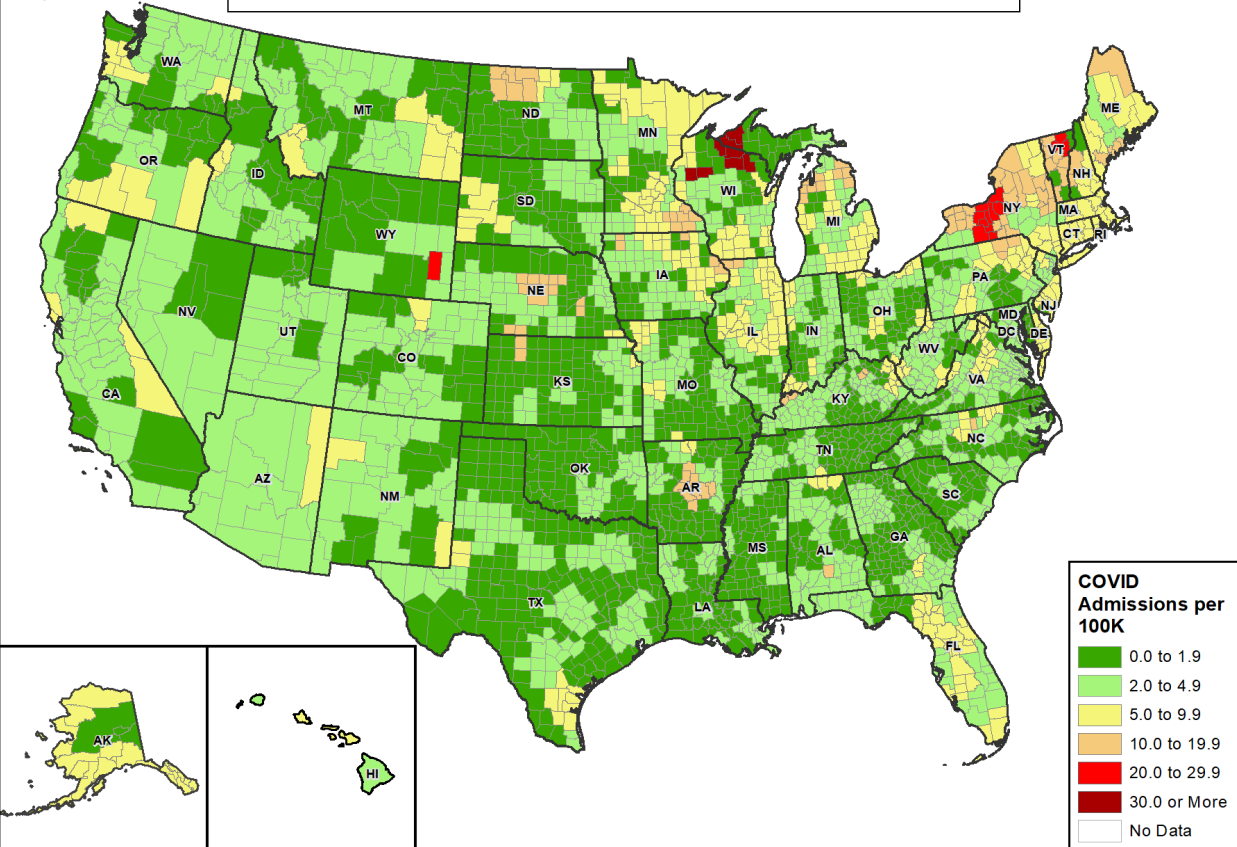 WA
MT
ND
MN
ME
VT
OR
ID
SD
WI
NH
NY
MA
MI
CT
RI
WY
IA
NE
PA
NV
UT
CO
IL
IN
OH
NJ
MD
DC
DE
WV
VA
CA
KS
MO
KY
NC
TN
AZ
NM
OK
AR
SC
MS
AL
GA
TX
LA
FL
AK
HI
COVID
Admissions per
100K
0.0 to 1.9
2.0 to 4.9
5.0 to 9.9
10.0 to 19.9
20.0 to 29.9
30.0 or More
No Data